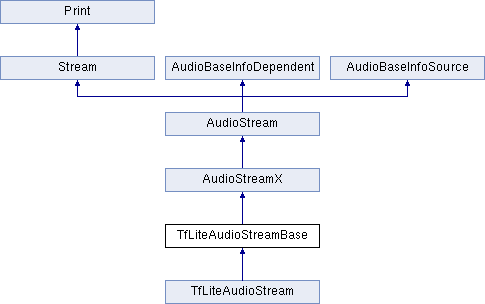 Print
Stream
AudioBaseInfoDependent
AudioBaseInfoSource
AudioStream
AudioStreamX
TfLiteAudioStreamBase
TfLiteAudioStream